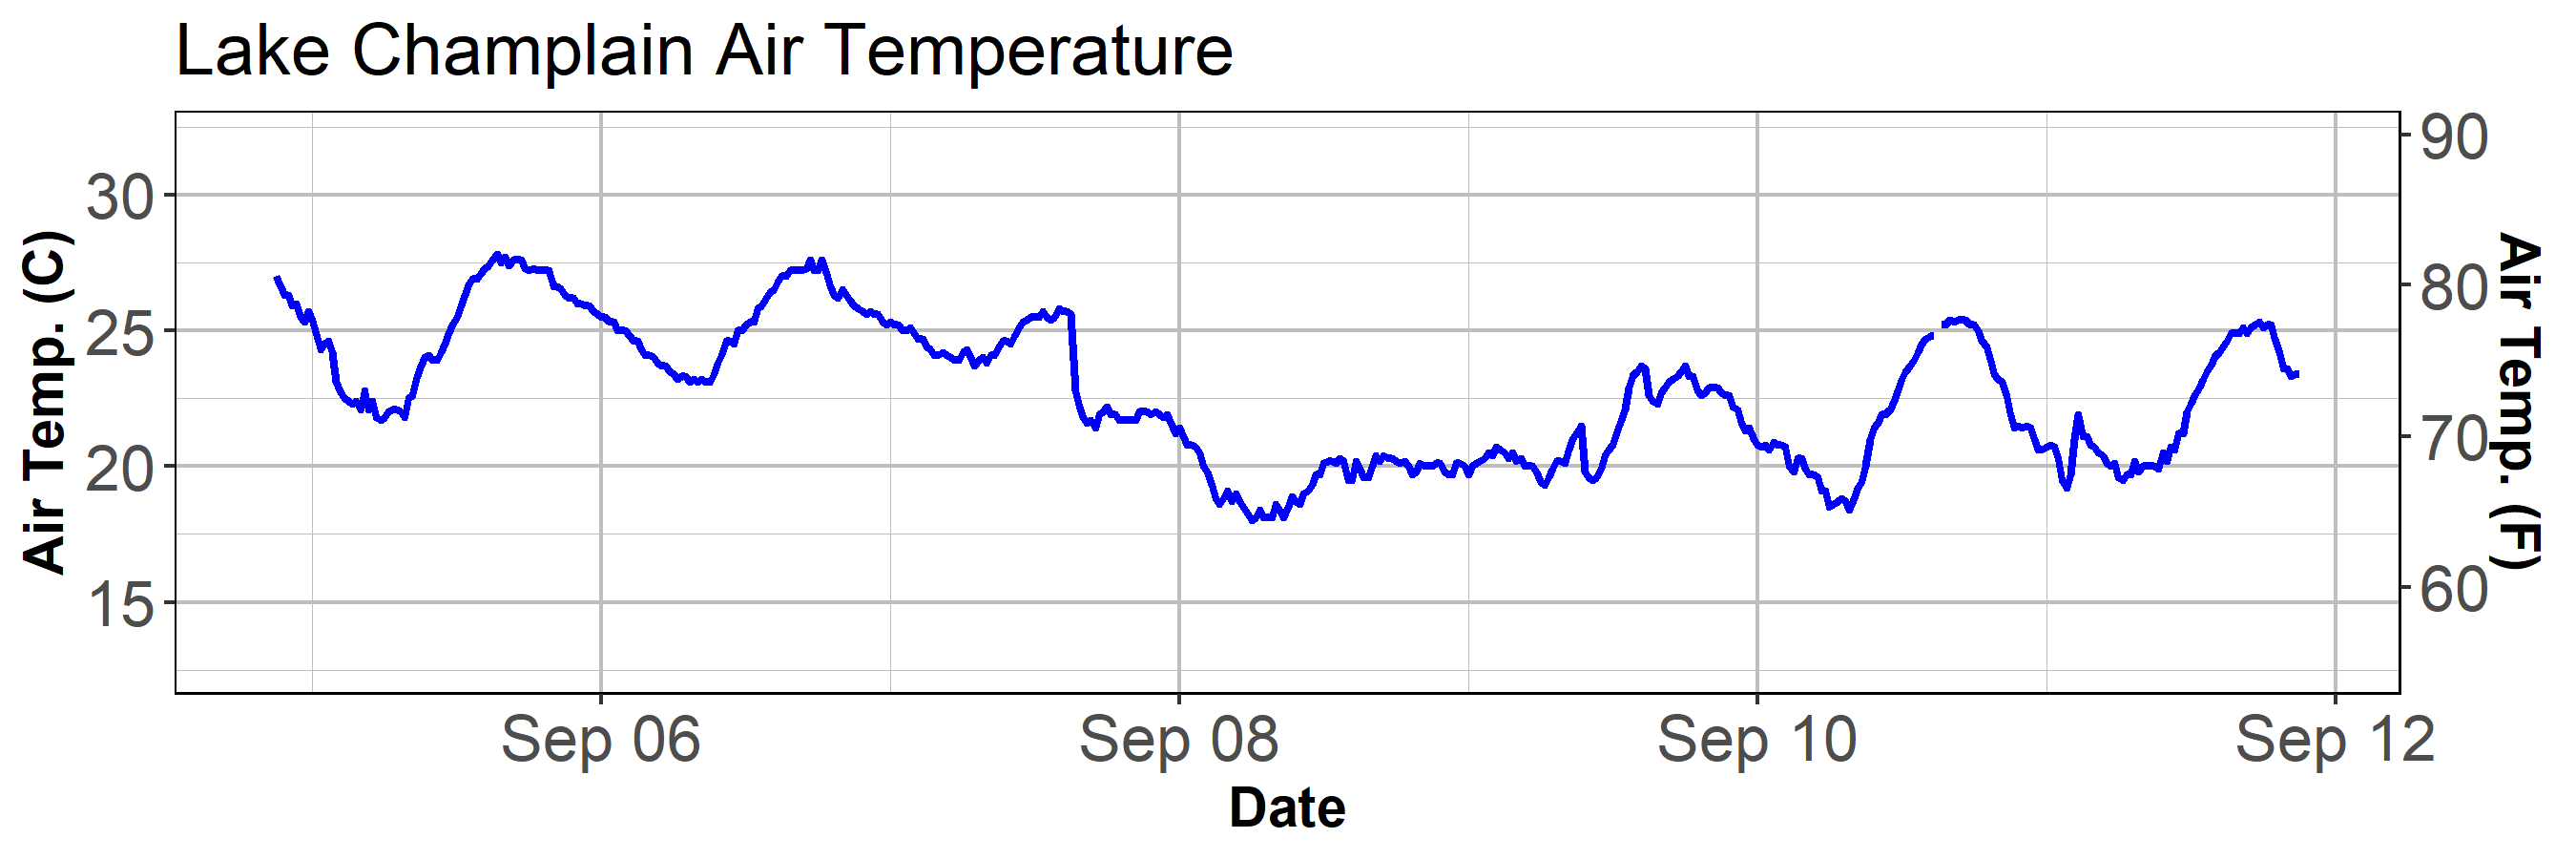 Lake Champlain Air Temperature
Air Temp. (C)
30
25
20
15
90
80
70
60
Air Temp. (F)
Sep 06
Sep 08
Sep 10
Sep 12
Date